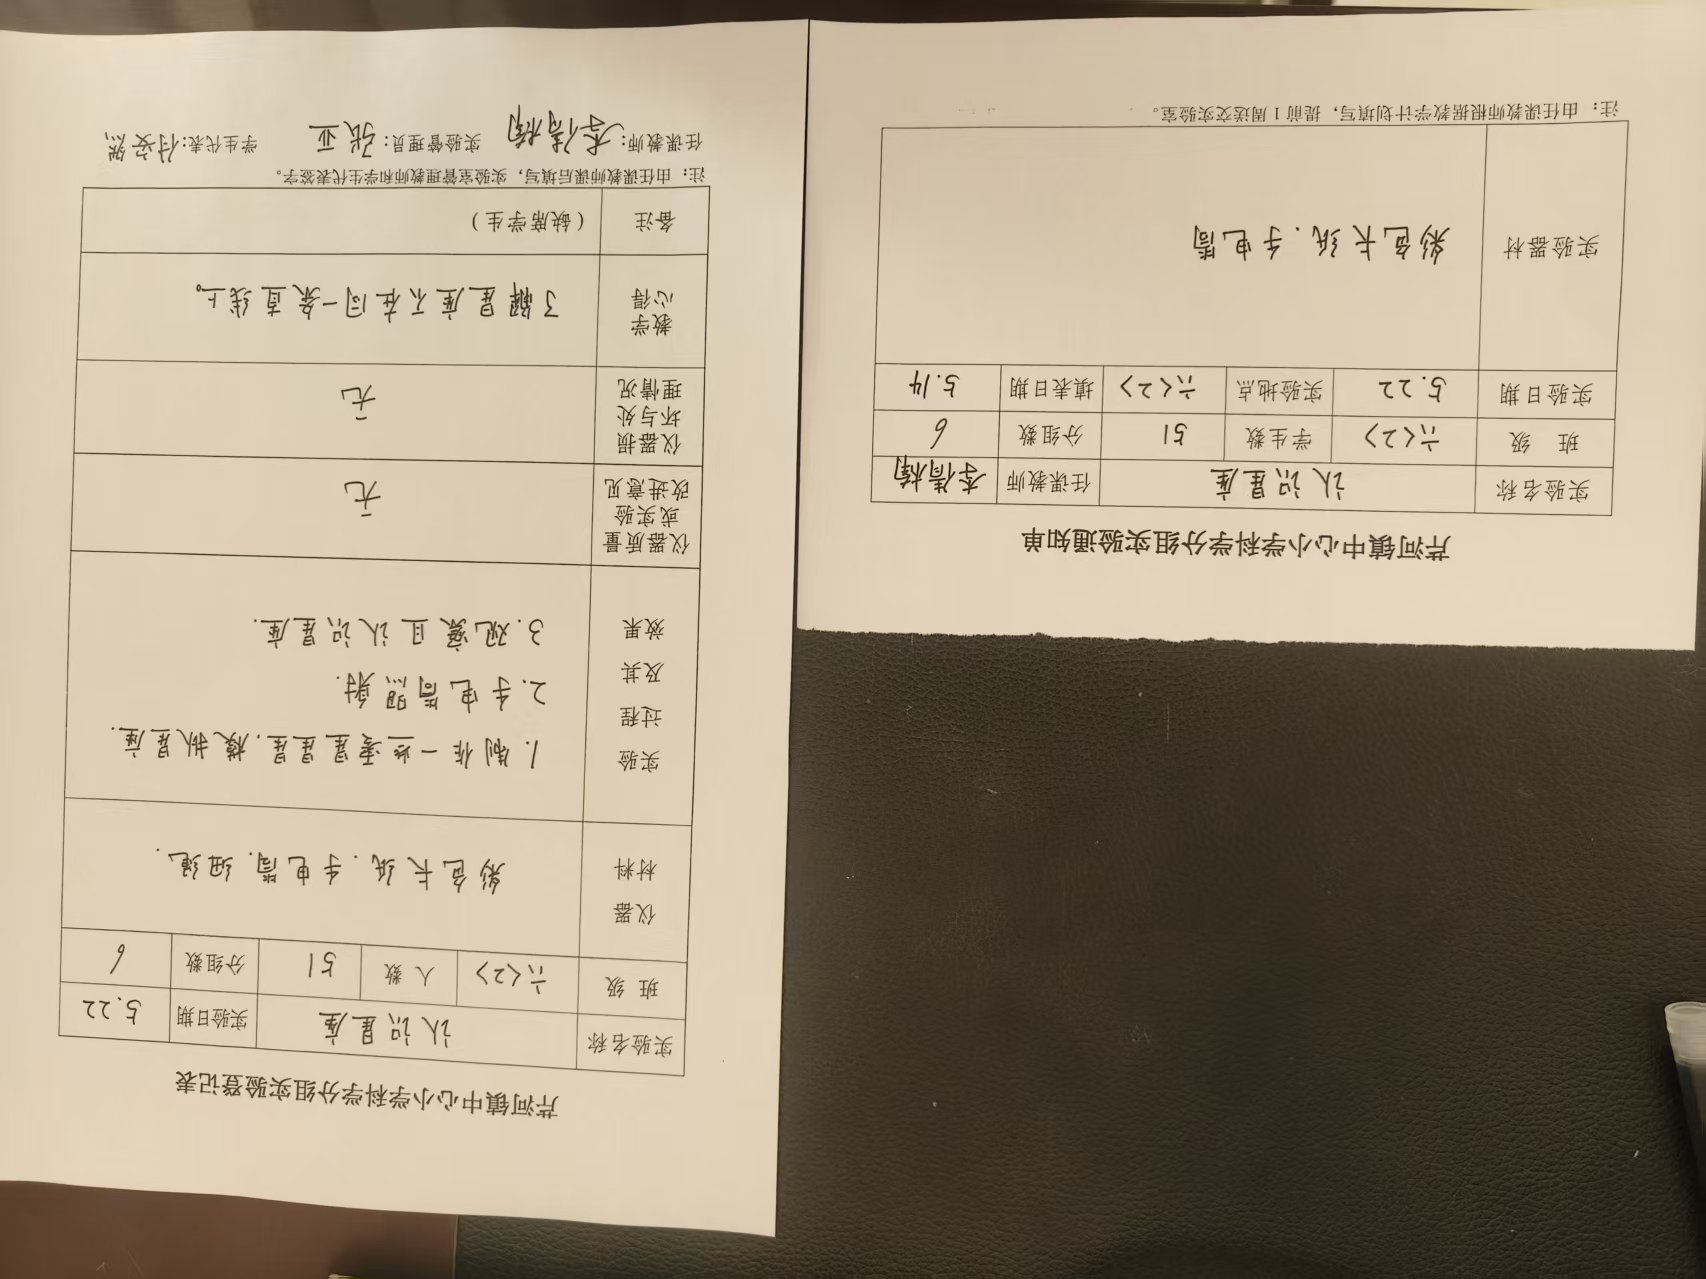 芹河镇中心小学科学分组实验通知单
实验名称 认识星座 任课教师 李倩楠
班 级 六<2> 学生数 51 分组数 6
实验日期 5.22 实验地点 六<2> 填表日期 5.14
实验器材 彩色长纸.手电筒
注：由任课教师根据教学计划填写，提前1周送交实验室。
芹河镇中心小学科学分组实验登记表
实验名称 认识星座 实验日期 5.22
班 级 六<2> 人 数 51 分组数 6
仪器
材料
彩色长纸.手电筒.细绳.
实验
过程
及其
效果
1.制作一些星星,模拟星座.
2.手电筒照射.
3.观察且认识星座.
仪器质量
或实验
改进意见
无
仪器损
坏与处
理情况
无
教学
心得
了解星座不在同一条直线上。
备注 （缺席学生）
注：由任课教师课后填写，实验室管理教师和学生代表签字。
任课教师：李倩楠 实验管理员：张亚 学生代表：付安然